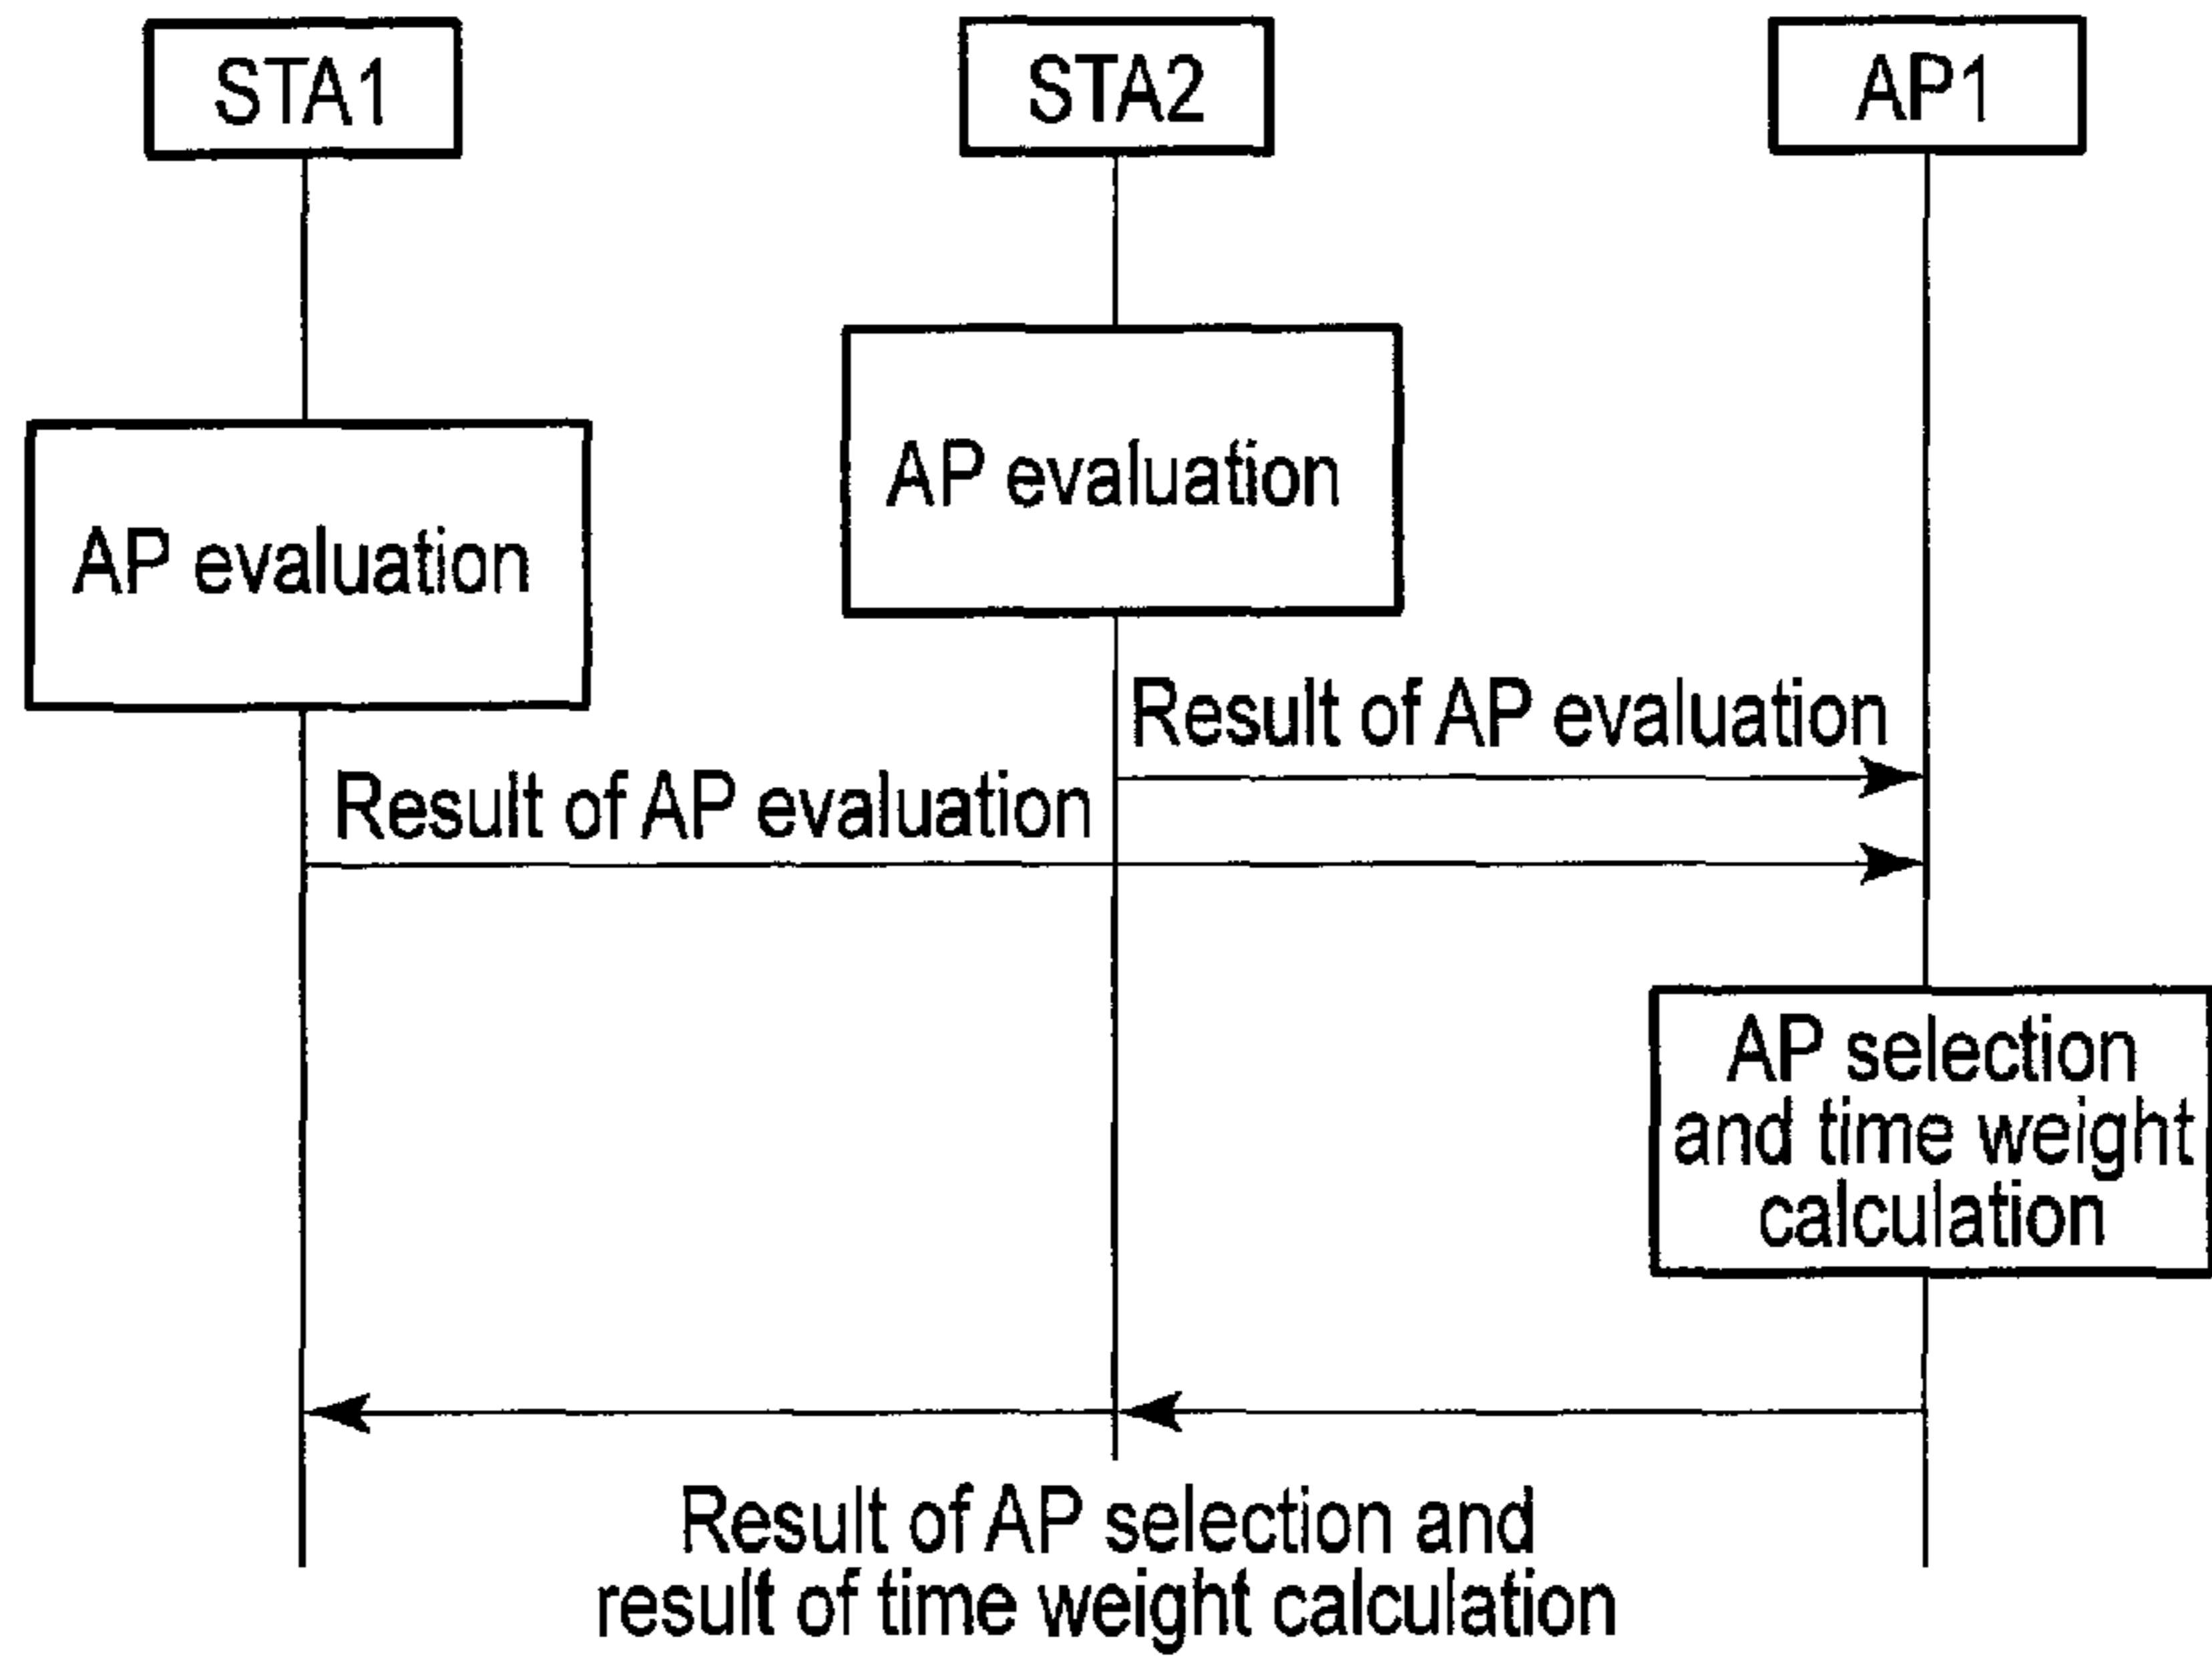 STA1
STA2
AP1
AP evaluation
AP evaluation
Result of AP evaluation
Result of AP evaluation
AP selection
and time weight
calculation
Result of AP selection and
result of time weight calculation